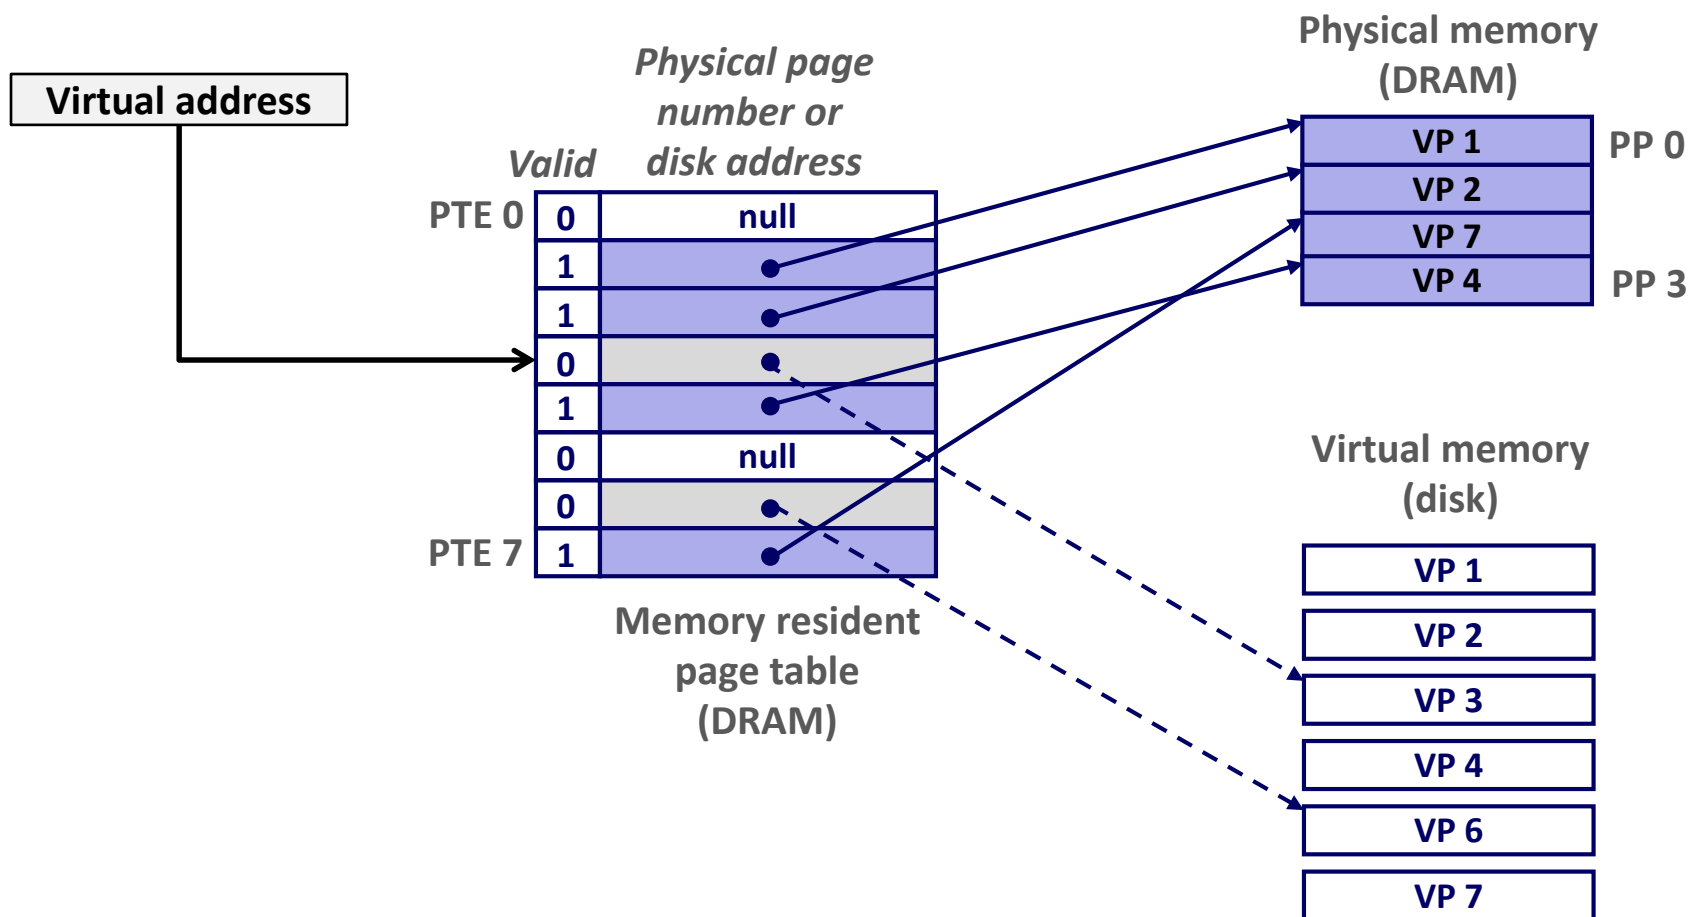 Virtual address
Physical page
number or
disk address
Valid
PTE 0
0 null
1
1
0
1
0 null
0
PTE 7 1
Memory resident
page table
(DRAM)
Physical memory
(DRAM)
VP 1 PP 0
VP 2
VP 7
VP 4 PP 3
Virtual memory
(disk)
VP 1
VP 2
VP 3
VP 4
VP 6
VP 7